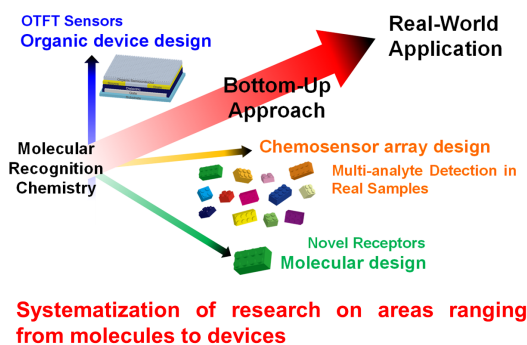 OTFT Sensors
Organic device design
Real-World
Application
Bottom-Up
Approach
Molecular
Recognition
Chemistry
Chemosensor array design
Multi-analyte Detection in
Real Samples
Novel Receptors
Molecular design
Systematization of research on areas ranging
from molecules to devices